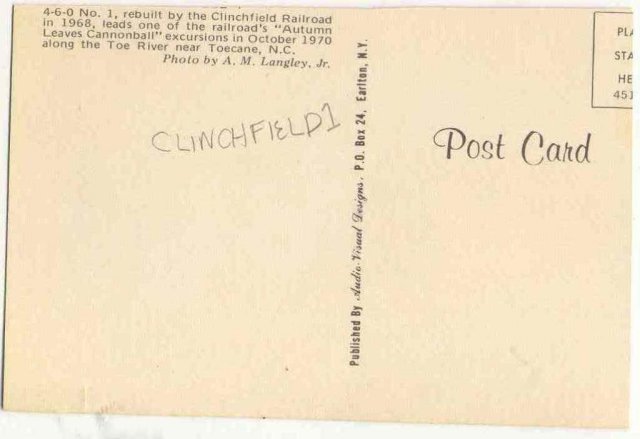 4-6-0 No. 1, rebuilt by the Clinchfield Railroad
in 1968, leads one of the railroad's "Autumn
Leaves Cannonball" excursions in October 1970
along the Toe River near Toecane, N.C.
Photo by A. M. Langley, Jr.
CLINCHFIELD 1
Published By Audio-Visual Designs, P.O. Box 24, Earlton, N.Y.
Post Card
PLA
STA
HE
451